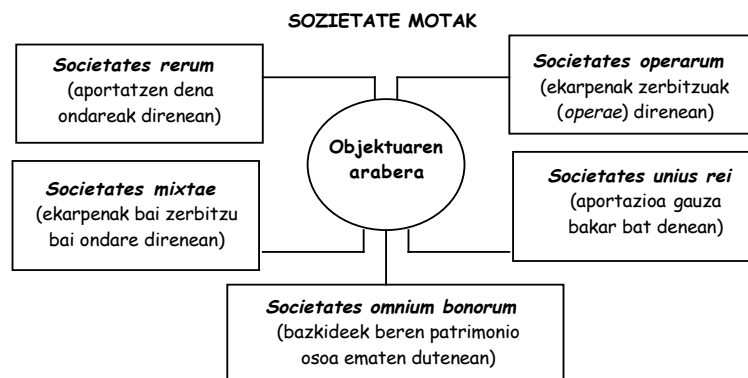 SOZIETATE MOTAK
Societates rerum
(aportatzen dena
ondareak direnean)
Societates operarum
(ekarpenak zerbitzuak
(operae) direnean)
Objektuaren
arabera
Societates mixtae
(ekarpenak bai zerbitzu
bai ondare direnean)
Societates unius rei
(aportazioa gauza
bakar bat denean)
Societates omnium bonorum
(bazkideek beren patrimonio
osoa ematen dutenean)